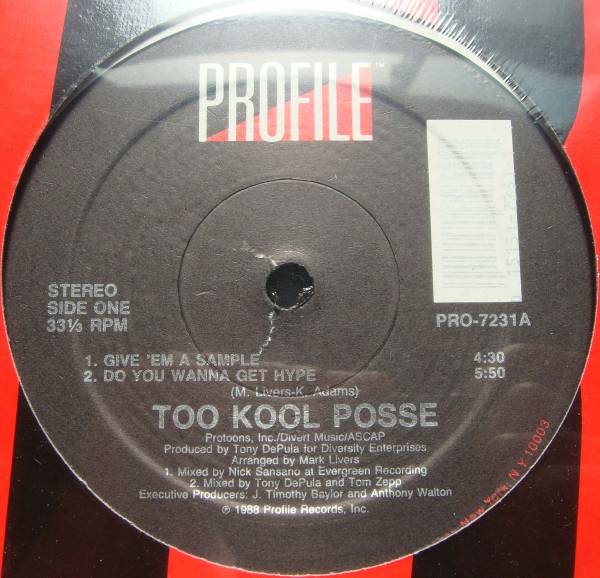 PROFILE™
STEREO
SIDE ONE
33⅓ RPM
PRO-7231A
1. GIVE 'EM A SAMPLE 4:30
2. DO YOU WANNA GET HYPE 5:50
(M. Livers-K. Adams)
TOO KOOL POSSE
Protoons, Inc./Divert Music/ASCAP
Produced by Tony DePula for Diversity Enterprises
Arranged by Mark Livers
1. Mixed by Nick Sansano at Evergreen Recording
2. Mixed by Tony DePula and Tom Zepp
Executive Producers: J. Timothy Baylor and Anthony Walton
℗ 1988 Profile Records, Inc.
New York, N.Y. 10003